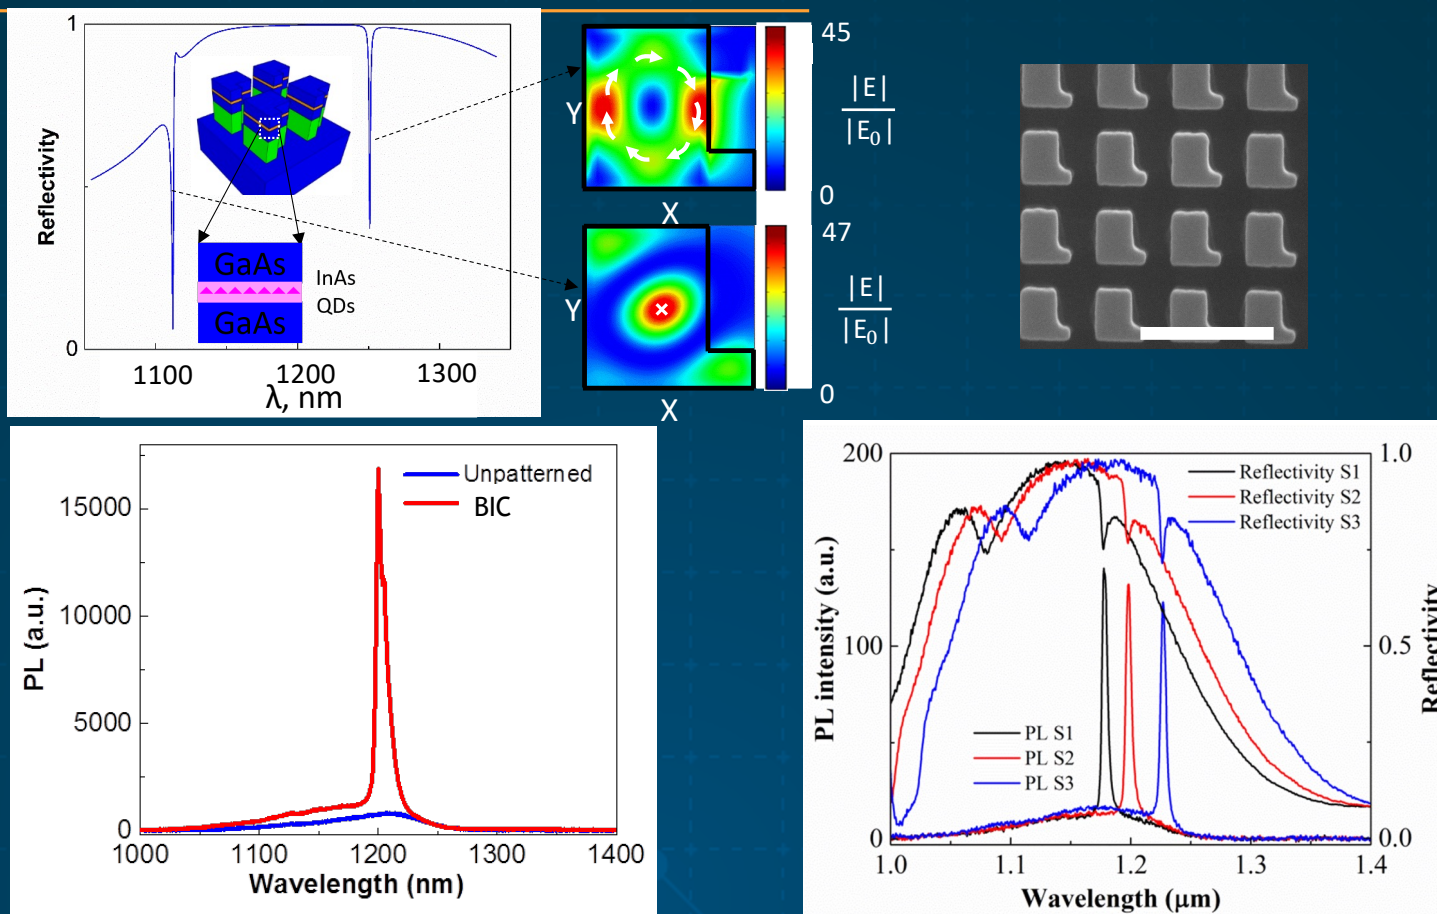 1
Reflectivity
0
GaAs
InAs
QDs
GaAs
1100
1200
1300
λ, nm
Y
X
45
|E|
|E₀|
0
Y
X
47
|E|
|E₀|
0
Unpatterned
BIC
15000
10000
5000
0
PL (a.u.)
1000
1100
1200
1300
1400
Wavelength (nm)
200
100
0
PL intensity (a.u.)
Reflectivity S1
Reflectivity S2
Reflectivity S3
PL S1
PL S2
PL S3
1.0
0.5
0.0
Reflectivity
1.0
1.1
1.2
1.3
1.4
Wavelength (μm)